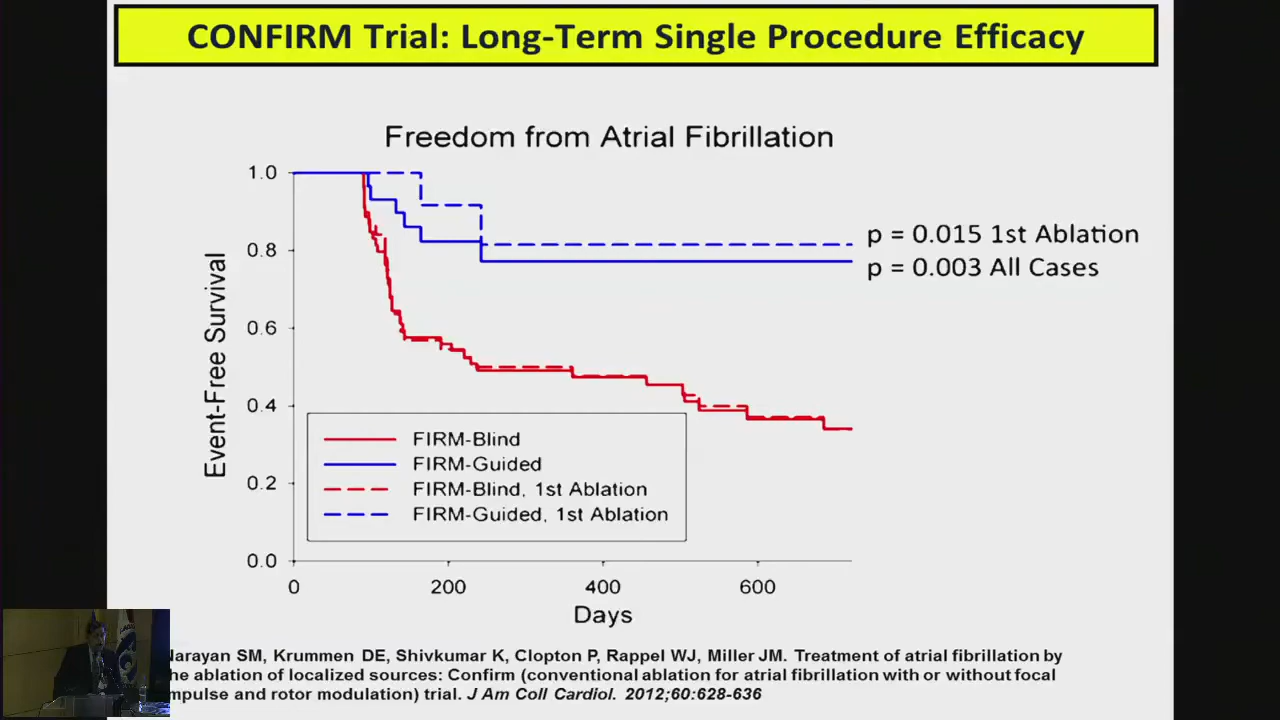 CONFIRM Trial: Long-Term Single Procedure Efficacy
Freedom from Atrial Fibrillation
1.0
0.8
0.6
0.4
0.2
0.0
Event-Free Survival
p = 0.015 1st Ablation
p = 0.003 All Cases
FIRM-Blind
FIRM-Guided
FIRM-Blind, 1st Ablation
FIRM-Guided, 1st Ablation
0 200 400 600
Days
SM, Krummen DE, Shivkumar K, Clopton P, Rappel WJ, Miller JM. Treatment of atrial fibrillation by
ablation of localized sources: Confirm (conventional ablation for atrial fibrillation with or without focal
and rotor modulation) trial. J Am Coll Cardiol. 2012;60:628-636